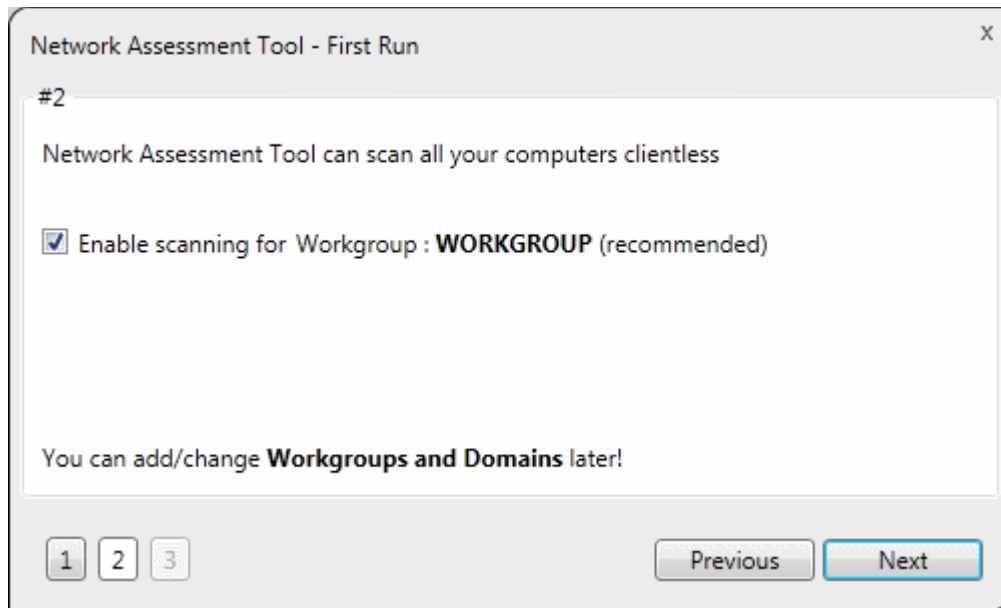 Network Assessment Tool - First Run
x
#2
Network Assessment Tool can scan all your computers clientless
Enable scanning for Workgroup : WORKGROUP (recommended)
You can add/change Workgroups and Domains later!
1 2 3 Previous Next